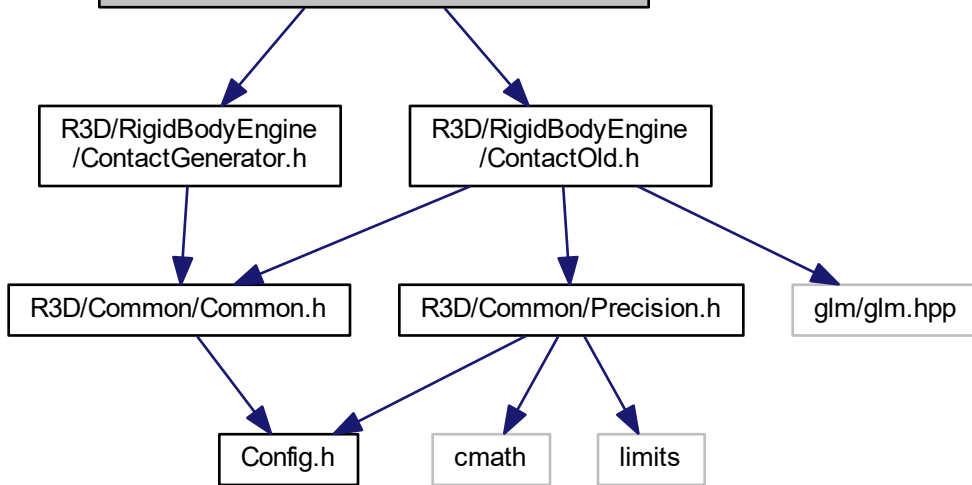 R3D/RigidBodyEngine
/ContactGenerator.h
R3D/RigidBodyEngine
/ContactOld.h
R3D/Common/Common.h
R3D/Common/Precision.h
glm/glm.hpp
Config.h
cmath
limits